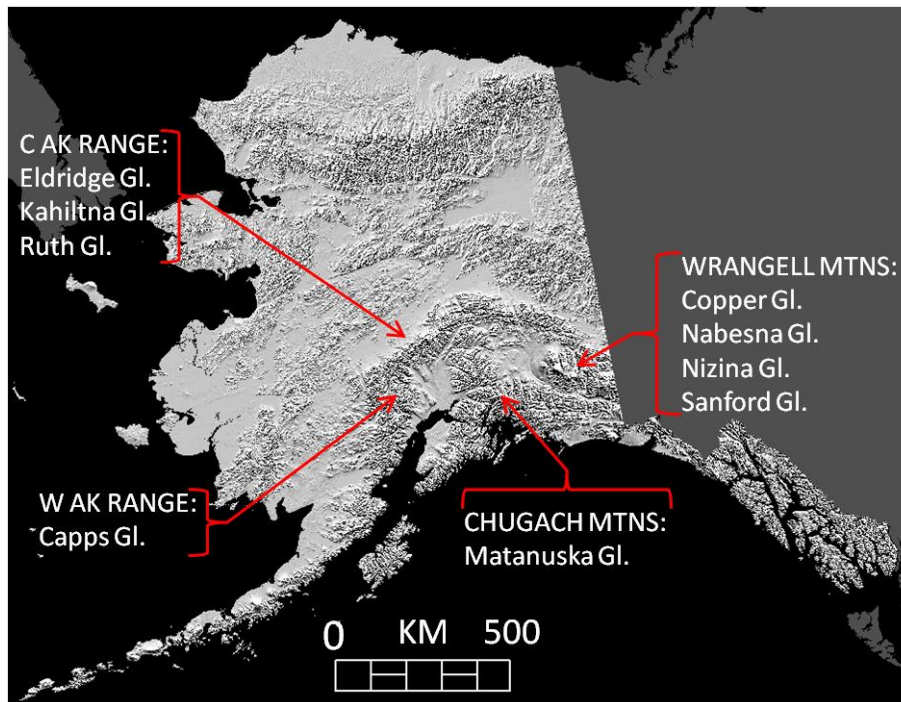 C AK RANGE:
Eldridge Gl.
Kahiltna Gl.
Ruth Gl.
WRANGELL MTNS:
Copper Gl.
Nabesna Gl.
Nizina Gl.
Sanford Gl.
W AK RANGE:
Capps Gl.
CHUGACH MTNS:
Matanuska Gl.
0 KM 500